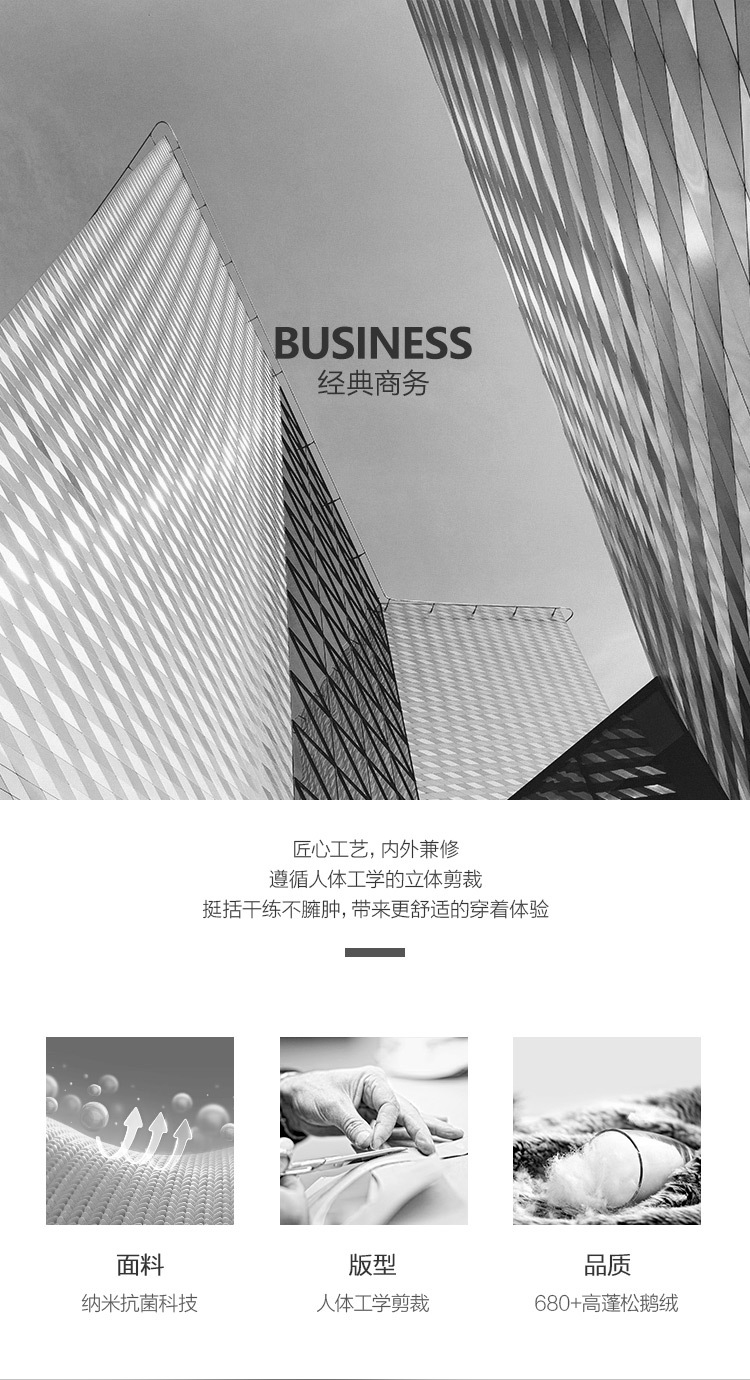 BUSINESS
经典商务
匠心工艺，内外兼修
遵循人体工学的立体剪裁
挺括干练不臃肿，带来更舒适的穿着体验
面料
版型
品质
纳米抗菌科技
人体工学剪裁
680+高蓬松鹅绒